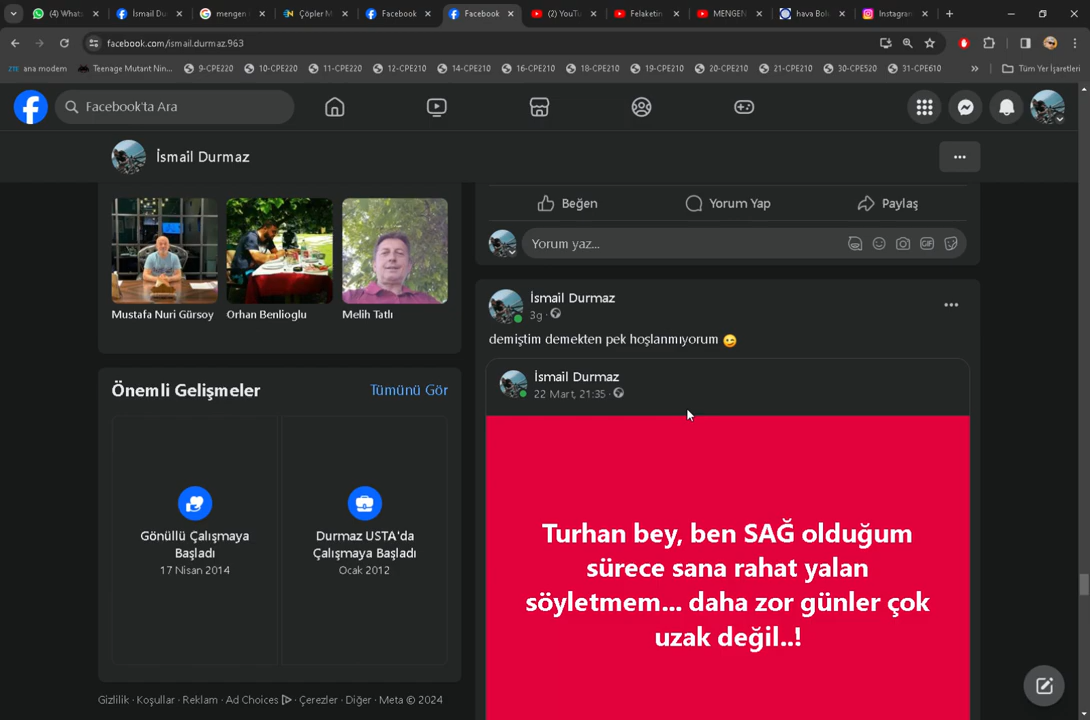 (4) Whats
İsmail Du
mengen
Çöpler M
Facebook
Facebook
(2) YouTu
Felaketin
MENGEN
hava Bolu
Instagram
facebook.com/ismail.durmaz.963
ana modem
Teenage Mutant Nin...
9-CPE220
10-CPE220
11-CPE220
12-CPE210
14-CPE210
16-CPE210
18-CPE210
19-CPE210
20-CPE210
21-CPE210
30-CPE520
31-CPE610
»
Tüm Yer İşaretleri
Facebook'ta Ara
İsmail Durmaz
Mustafa Nuri Gürsoy
Orhan Benlioglu
Melih Tatlı
Önemli Gelişmeler
Tümünü Gör
Gönüllü Çalışmaya
Başladı
17 Nisan 2014
Durmaz USTA'da
Çalışmaya Başladı
Ocak 2012
Gizlilik · Koşullar · Reklam · Ad Choices · Çerezler · Diğer · Meta © 2024
Beğen
Yorum Yap
Paylaş
Yorum yaz...
GIF
İsmail Durmaz
3g ·
demiştim demekten pek hoşlanmıyorum 😋
İsmail Durmaz
22 Mart, 21:35 ·
Turhan bey, ben SAĞ olduğum
sürece sana rahat yalan
söyletmem... daha zor günler çok
uzak değil..!